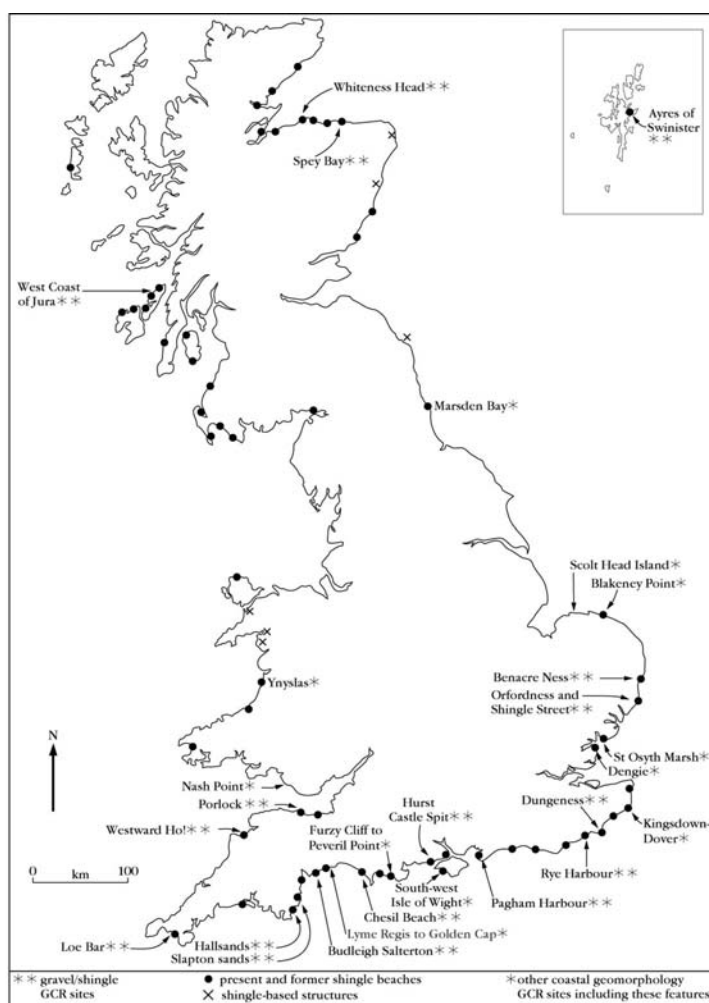 Whiteness Head**
Spey Bay**
Ayres of
Swinister
**
West Coast
of Jura**
Marsden Bay*
Scolt Head Island*
Blakeney Point*
Benacre Ness**
Orfordness and
Shingle Street**
Ynyslas*
St Osyth Marsh*
Dengie*
N
Nash Point*
Porlock**
Westward Ho!**
Hurst
Castle Spit**
Furzy Cliff to
Peveril Point*
Dungeness**
Kingsdown-
Dover*
Rye Harbour**
South-west
Isle of Wight*
Pagham Harbour**
Chesil Beach**
Lyme Regis to Golden Cap*
Budleigh Salterton**
Hallsands**
Slapton sands**
Loe Bar**
0 km 100
** gravel/shingle
GCR sites
present and former shingle beaches
shingle-based structures
*other coastal geomorphology
GCR sites including these features